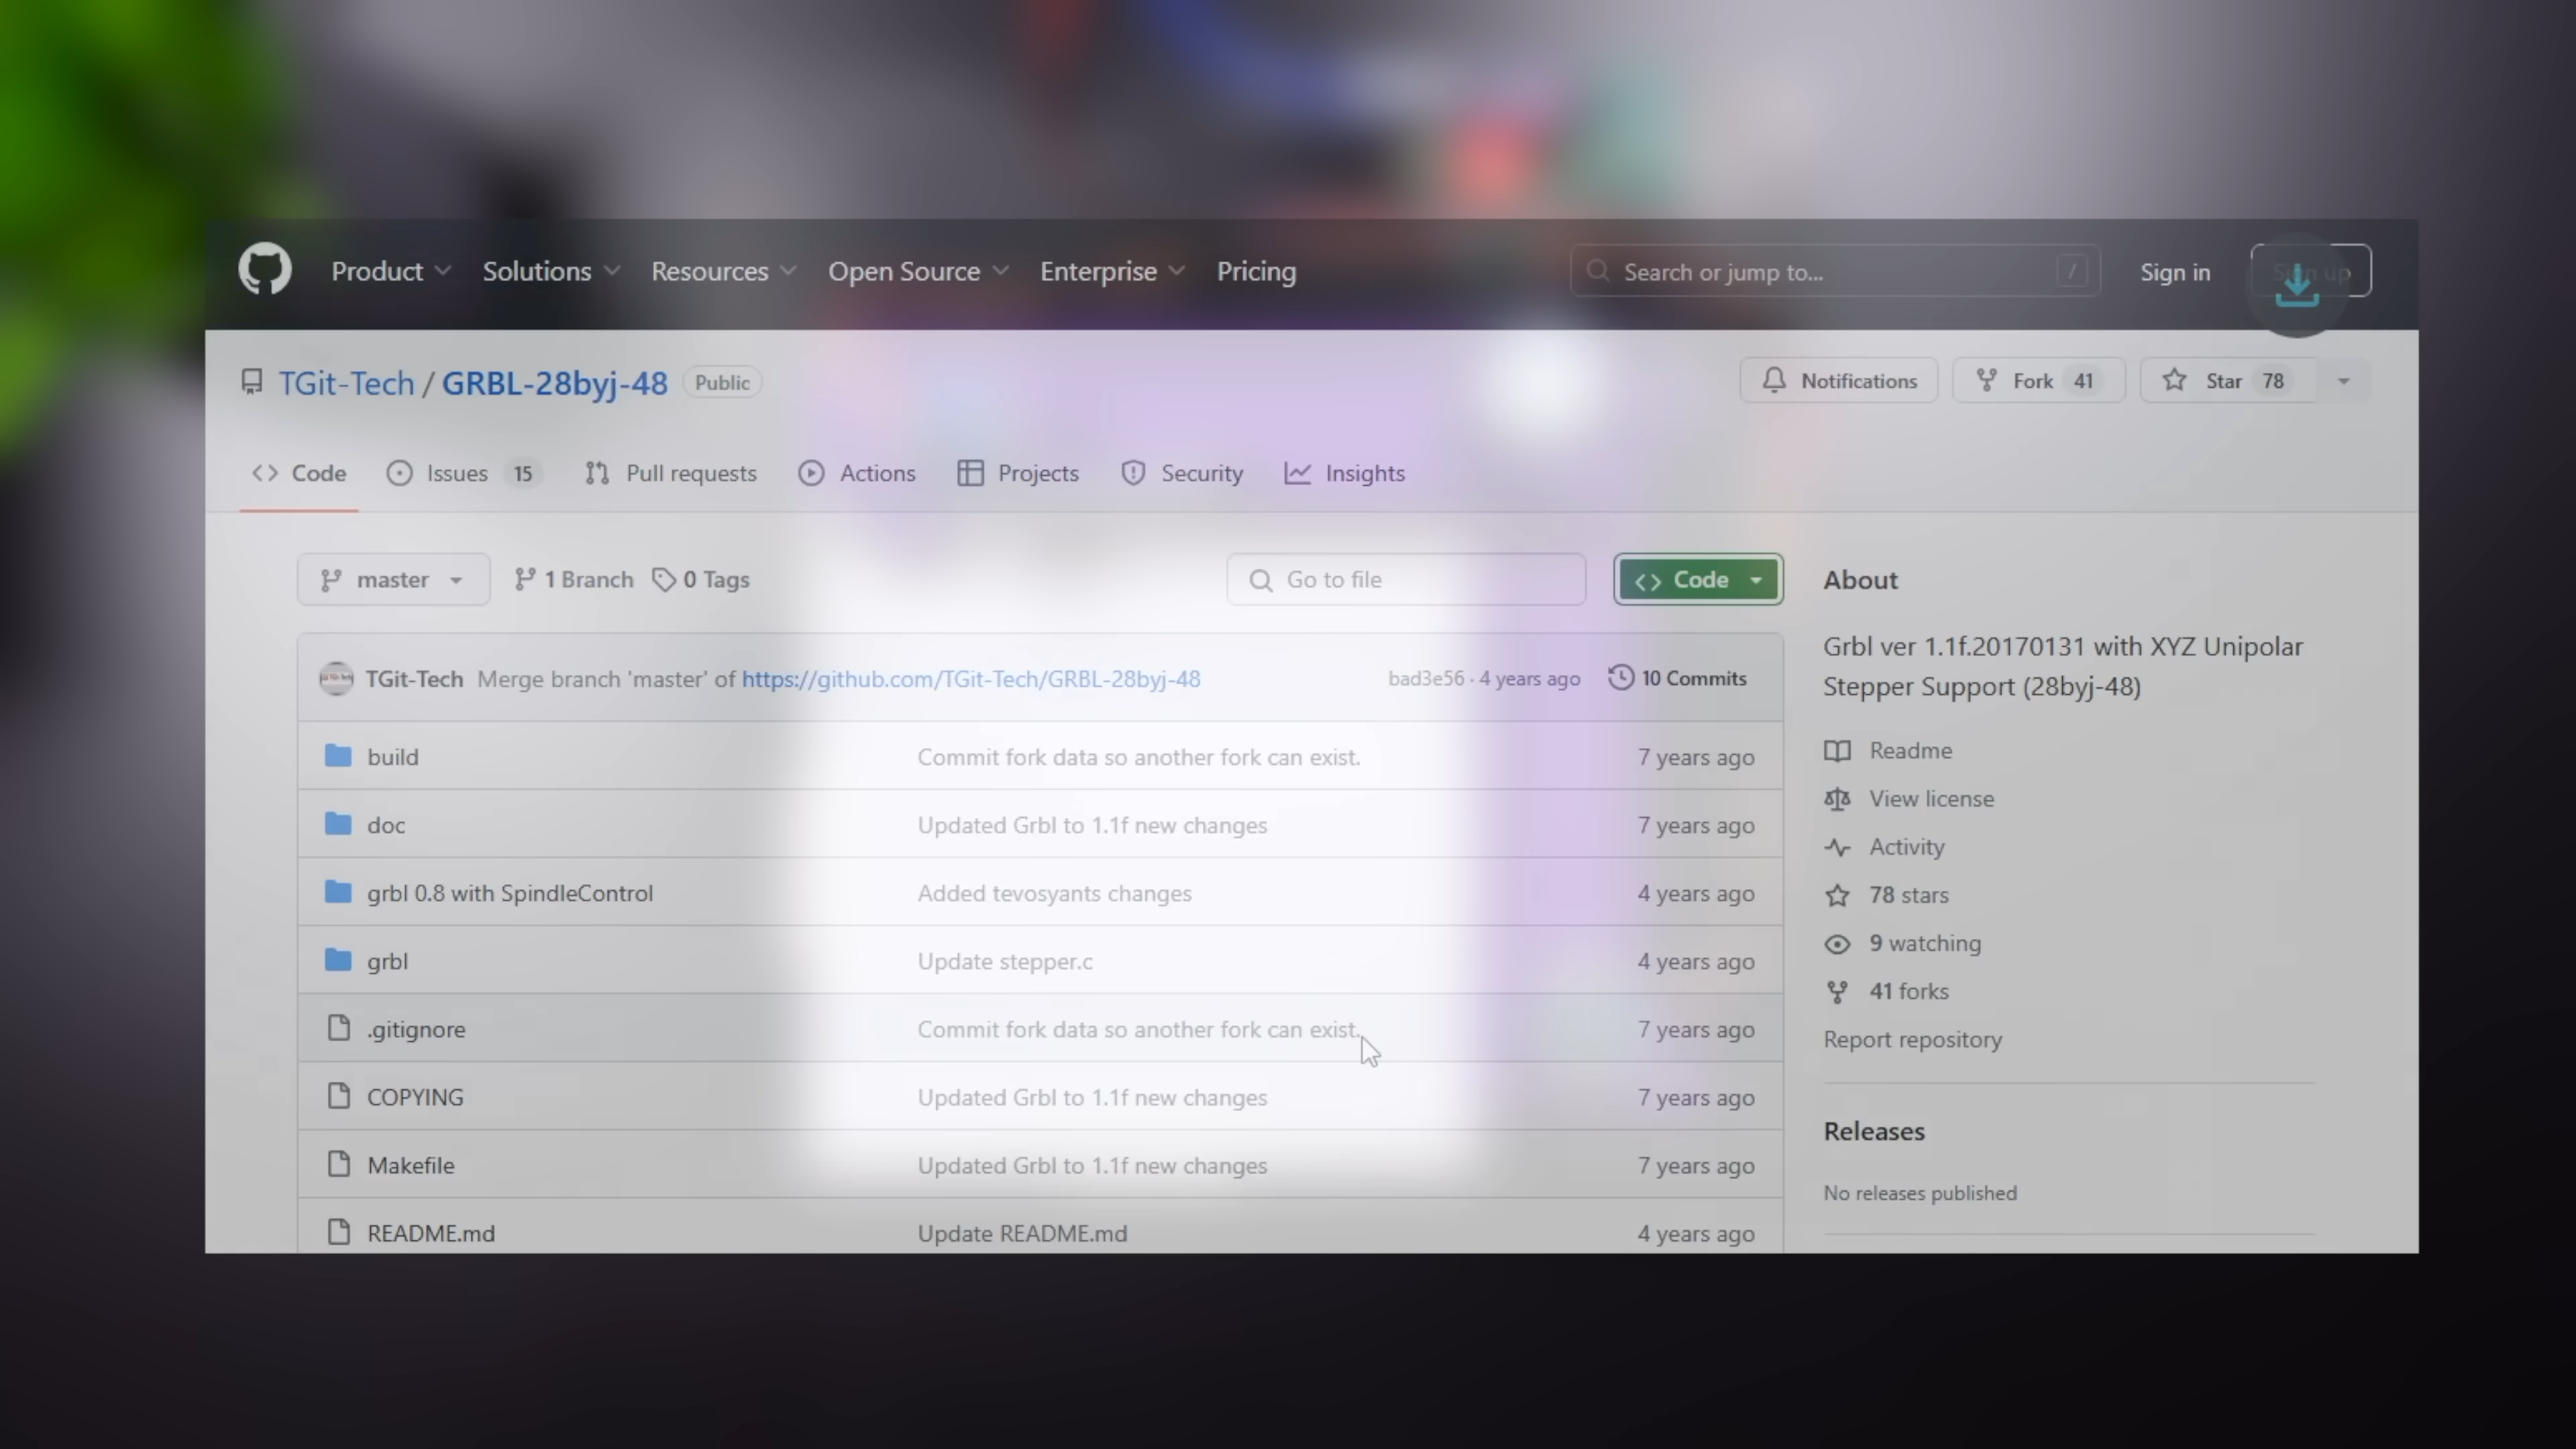 Product Solutions Resources Open Source Enterprise Pricing Search or jump to... / Sign in
TGit-Tech / GRBL-28byj-48 Public Notifications Fork 41 Star 78
Code Issues 15 Pull requests Actions Projects Security Insights
master 1 Branch 0 Tags Go to file Code
TGit-Tech Merge branch 'master' of https://github.com/TGit-Tech/GRBL-28byj-48 bad3e56 · 4 years ago 10 Commits
build Commit fork data so another fork can exist. 7 years ago
doc Updated Grbl to 1.1f new changes 7 years ago
grbl 0.8 with SpindleControl Added tevosyants changes 4 years ago
grbl Update stepper.c 4 years ago
.gitignore Commit fork data so another fork can exist. 7 years ago
COPYING Updated Grbl to 1.1f new changes 7 years ago
Makefile Updated Grbl to 1.1f new changes 7 years ago
README.md Update README.md 4 years ago
About
Grbl ver 1.1f.20170131 with XYZ Unipolar
Stepper Support (28byj-48)
Readme
View license
Activity
78 stars
9 watching
41 forks
Report repository
Releases
No releases published